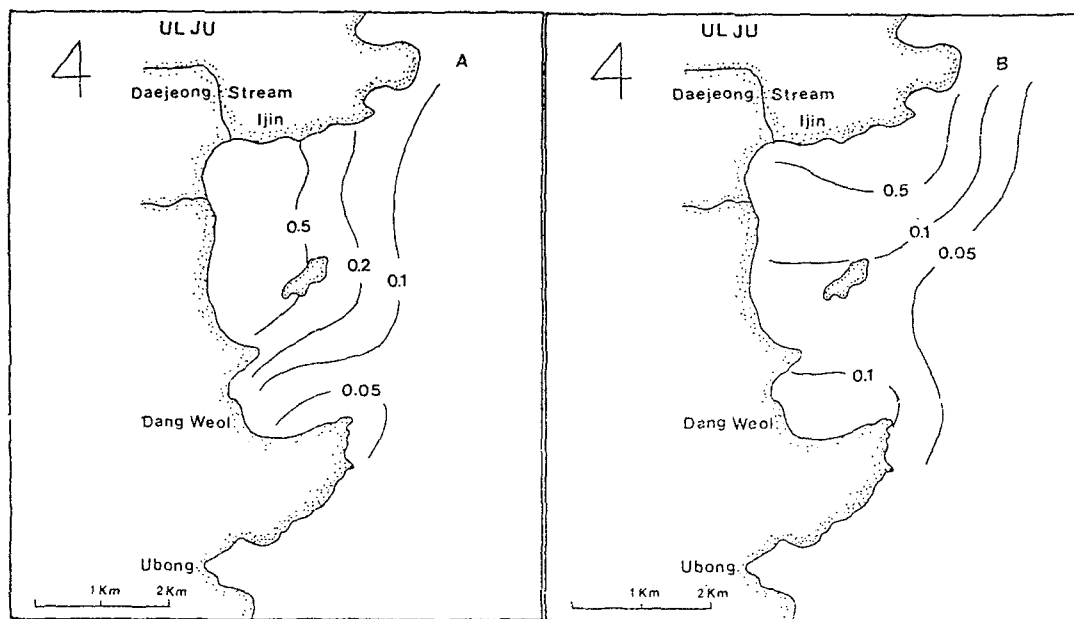 UL JU
A
Daejeong Stream
Ijin
0.5
0.2
0.1
0.05
Dang Weol
Ubong
1 Km 2 Km
UL JU
B
Daejeong Stream
Ijin
0.5
0.1
0.05
0.1
Dang Weol
Ubong
1 Km 2 Km